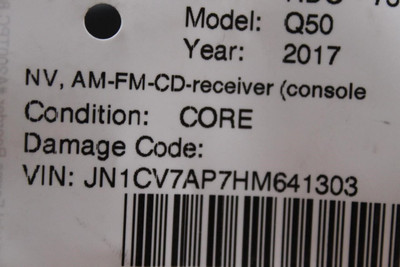 Model: Q50
Year: 2017
NV, AM-FM-CD-receiver (console
Condition: CORE
Damage Code:
VIN: JN1CV7AP7HM641303